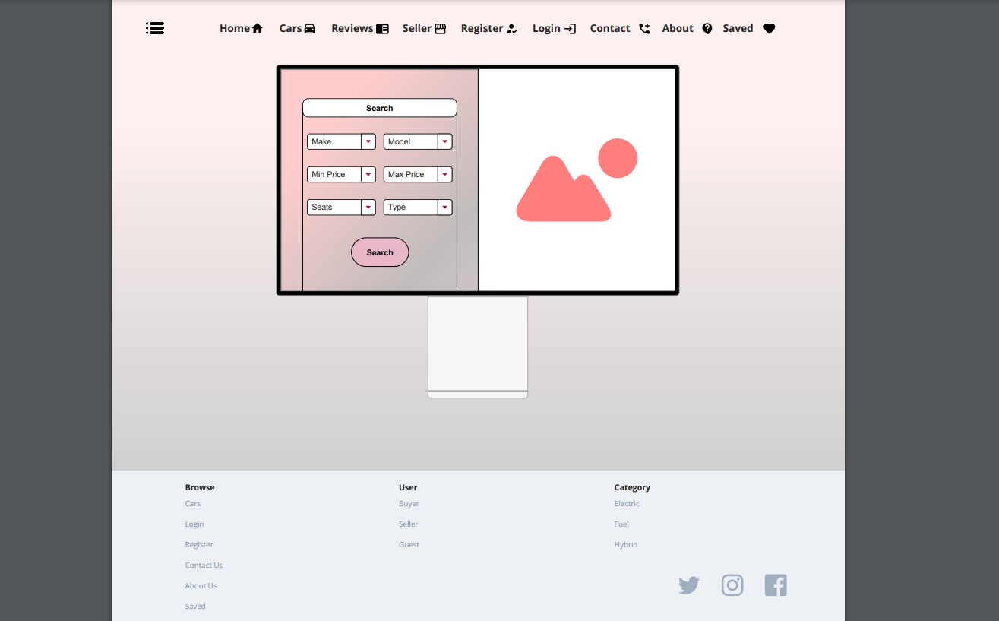 Home Cars Reviews Seller Register Login Contact About Saved
Search
Make Model
Min Price Max Price
Seats Type
Search
Browse User Category
Cars Buyer Electric
Login Seller Fuel
Register Guest Hybrid
Contact Us
About Us
Saved